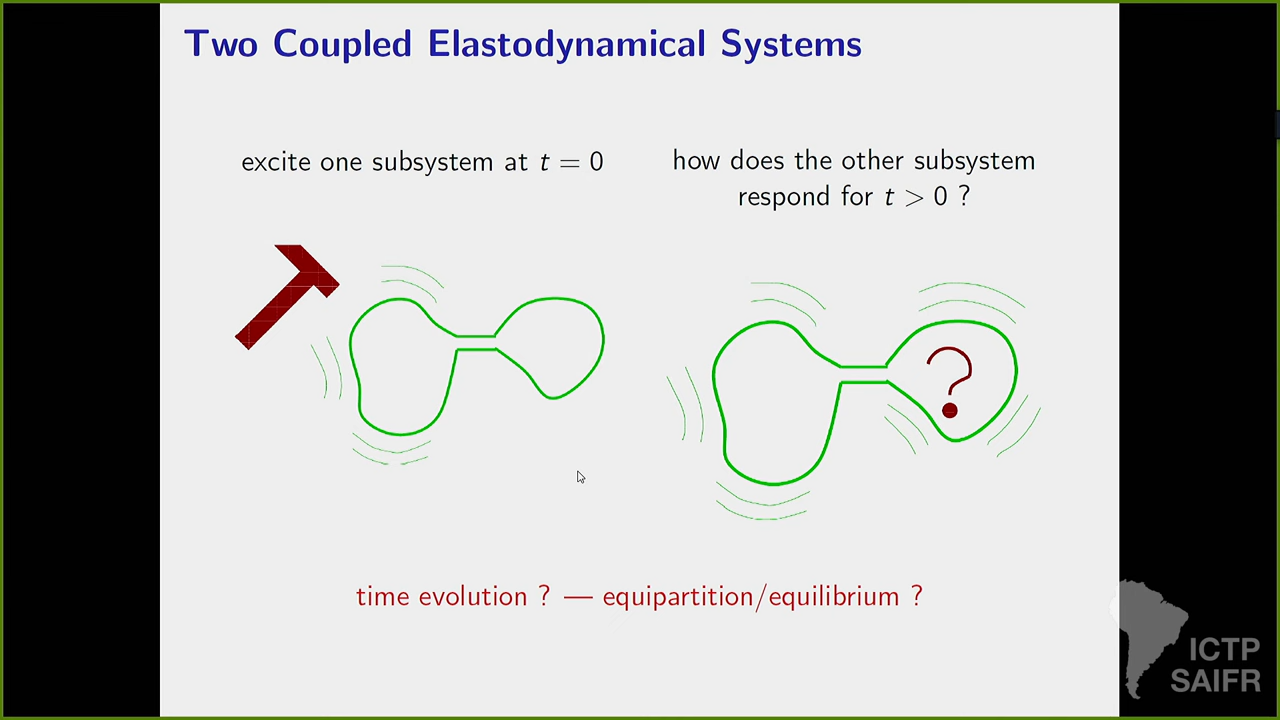 Two Coupled Elastodynamical Systems
excite one subsystem at t = 0
how does the other subsystem
respond for t > 0 ?
?
time evolution ? — equipartition/equilibrium ?
ICTP
SAIFR